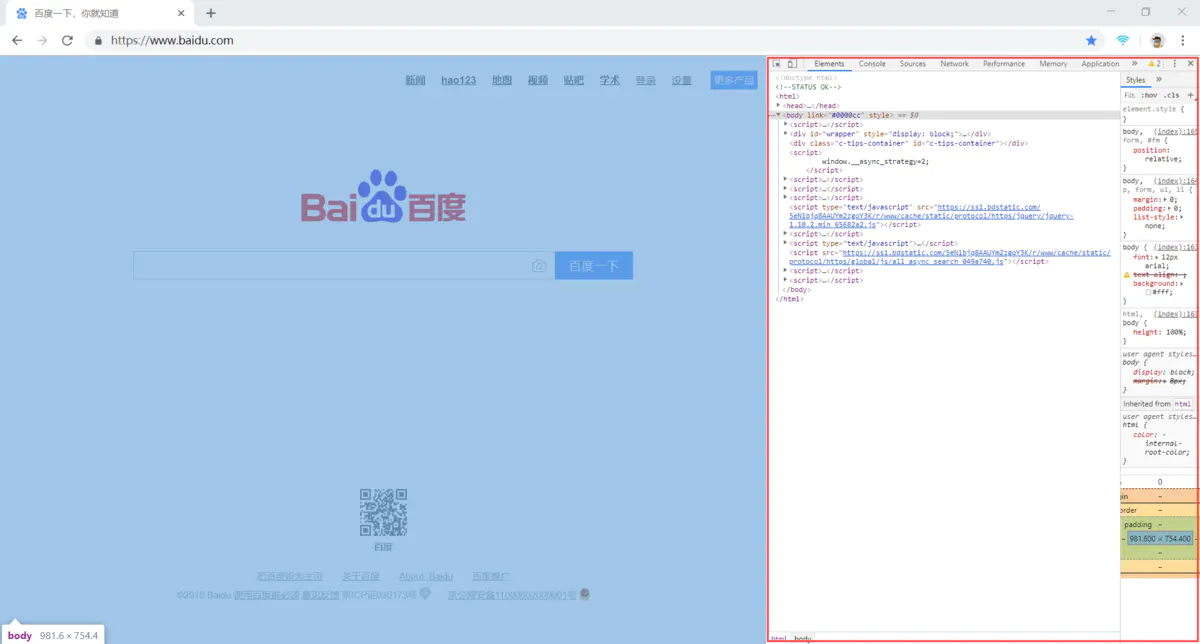 百度一下，你就知道
https://www.baidu.com
新闻 hao123 地图 视频 贴吧 学术 登录 设置 更多产品
Bai du 百度
百度一下
百度
把百度设为主页 关于百度 About Baidu 百度推广
©2018 Baidu 使用百度前必读 意见反馈 京ICP证030173号 京公网安备11000002000001号
body 981.6 × 754.4
Elements Console Sources Network Performance Memory Application » 2
<!doctype html>
<!--STATUS OK-->
<html>
<head>…</head>
<body link="#0000cc" style> == $0
<script>…</script>
<div id="wrapper" style="display: block;">…</div>
<div class="c-tips-container" id="c-tips-container"></div>
<script>
window.__async_strategy=2;
</script>
<script>…</script>
<script>…</script>
<script>…</script>
<script type="text/javascript" src="https://ss1.bdstatic.com/
5eN1bjq8AAUYm2zgoY3K/r/www/cache/static/protocol/https/jquery/jquery-
1.10.2.min_65682a2.js"></script>
<script>…</script>
<script type="text/javascript">…</script>
<script src="https://ss1.bdstatic.com/5eN1bjq8AAUYm2zgoY3K/r/www/cache/static/
protocol/https/global/js/all_async_search_049a740.js"></script>
<script>…</script>
<script>…</script>
</body>
</html>
html body
Styles »
:hov .cls +
element.style {
}
body, (index):165
form, #fm {
position:
relative;
}
body, (index):164
p, form, ul, li {
margin: 0;
padding: 0;
list-style:
none;
}
body { (index):163
font: 12px
arial;
text-align: ;
background:
#fff;
}
html, (index):161
body {
height: 100%;
}
user agent styles…
body {
display: block;
margin: 8px;
}
Inherited from html
user agent styles…
html {
color: -
internal-
root-color;
}
0
gin -
order -
padding -
- 981.600 × 754.400 -
-
-